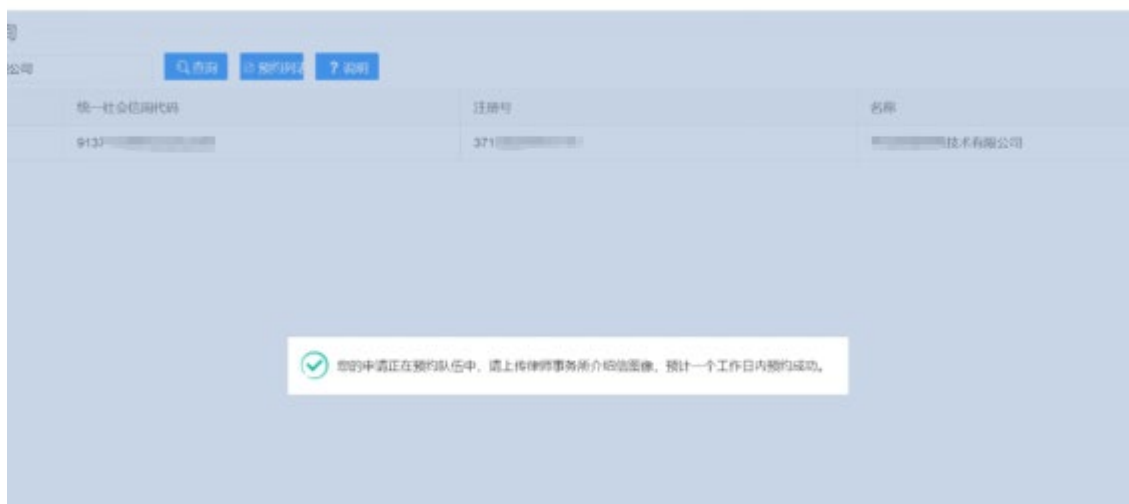 司
公司
查询 预约列表 ? 说明
统一社会信用代码 注册号 名称
913 371 技术有限公司
您的申请正在预约队伍中，请上传律师事务所介绍信图像，预计一个工作日内预约成功。